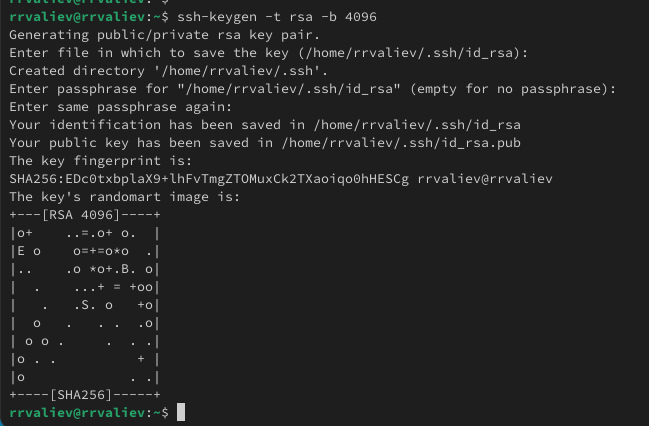 rrvaliev@rrvaliev:~$ ssh-keygen -t rsa -b 4096
Generating public/private rsa key pair.
Enter file in which to save the key (/home/rrvaliev/.ssh/id_rsa):
Created directory '/home/rrvaliev/.ssh'.
Enter passphrase for "/home/rrvaliev/.ssh/id_rsa" (empty for no passphrase):
Enter same passphrase again:
Your identification has been saved in /home/rrvaliev/.ssh/id_rsa
Your public key has been saved in /home/rrvaliev/.ssh/id_rsa.pub
The key fingerprint is:
SHA256:EDc0txbplaX9+lhFvTmgZTOMuxCk2TXaoiqo0hHESCg rrvaliev@rrvaliev
The key's randomart image is:
+---[RSA 4096]----+
|o+    ..=.o+ o.  |
|E o    o=+=o*o  .|
|..    .o *o+.B. o|
|  .    ...+ = +oo|
|   .   .S. o   +o|
|  o   .   . .  .o|
| o o .     .  . .|
|o . .          + |
|o             . .|
+----[SHA256]-----+
rrvaliev@rrvaliev:~$